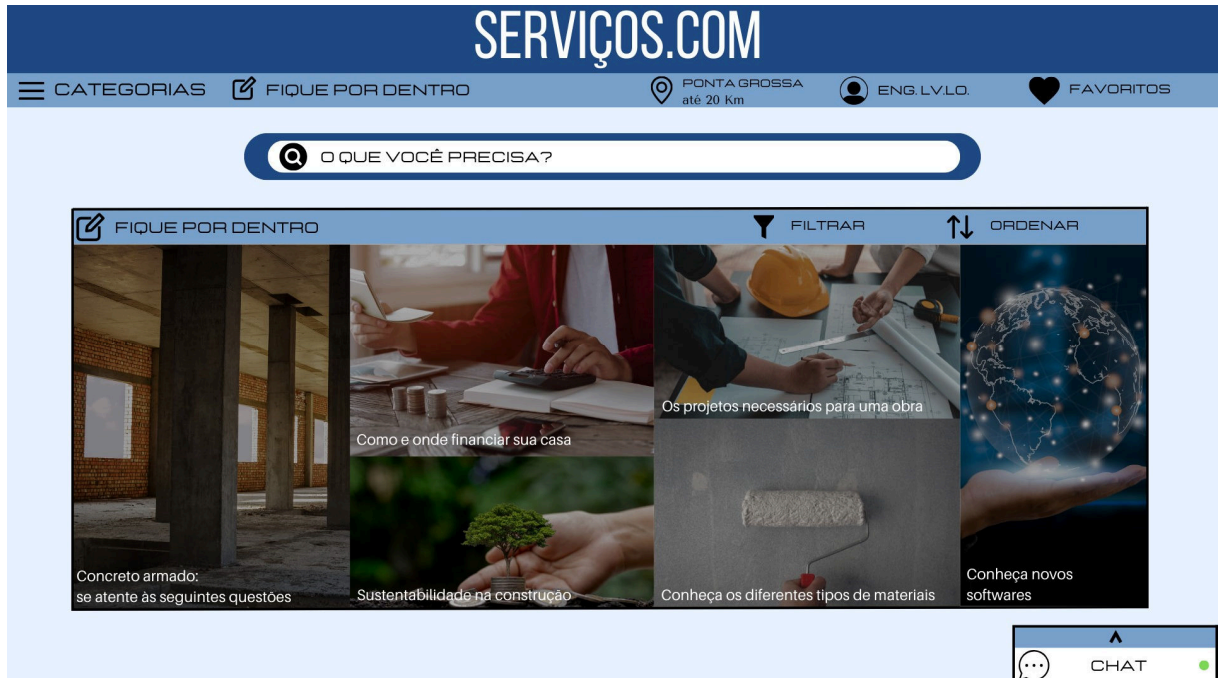 SERVIÇOS.COM
CATEGORIAS
FIQUE POR DENTRO
PONTA GROSSA
até 20 Km
ENG. LV.LO.
FAVORITOS
O QUE VOCÊ PRECISA?
FIQUE POR DENTRO
FILTRAR
ORDENAR
Concreto armado:
se atente às seguintes questões
Como e onde financiar sua casa
Sustentabilidade na construção
Os projetos necessários para uma obra
Conheça os diferentes tipos de materiais
Conheça novos
softwares
CHAT